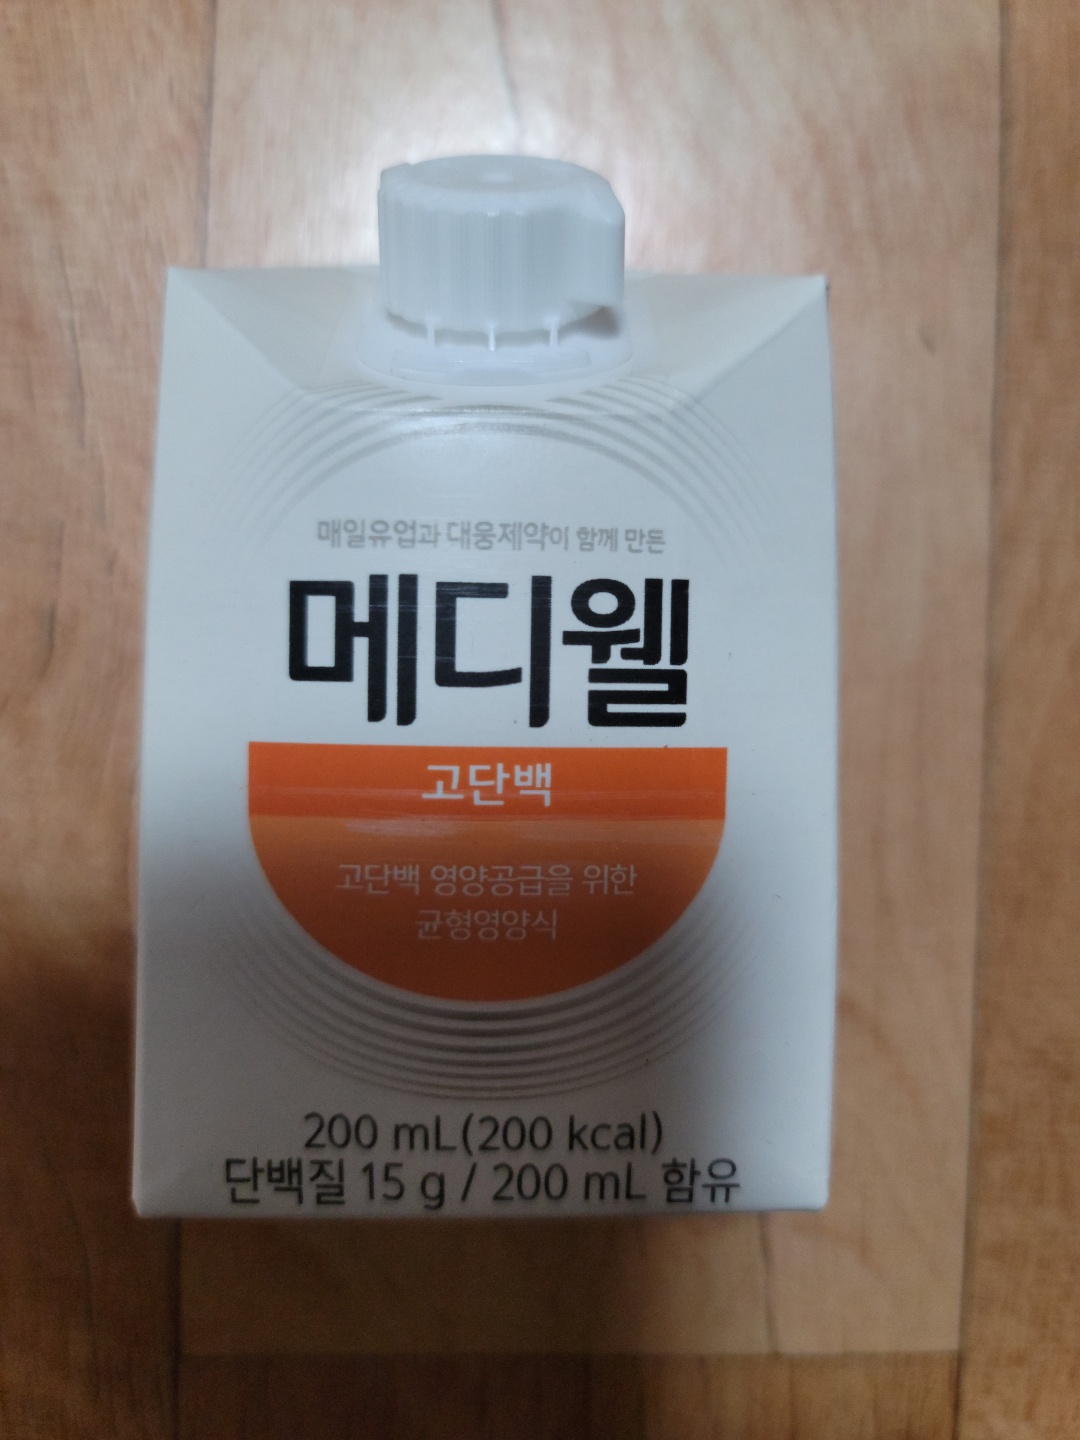 매일유업과 대웅제약이 함께 만든
메디웰
고단백
고단백 영양공급을 위한
균형영양식
200 mL(200 kcal)
단백질 15 g / 200 mL 함유